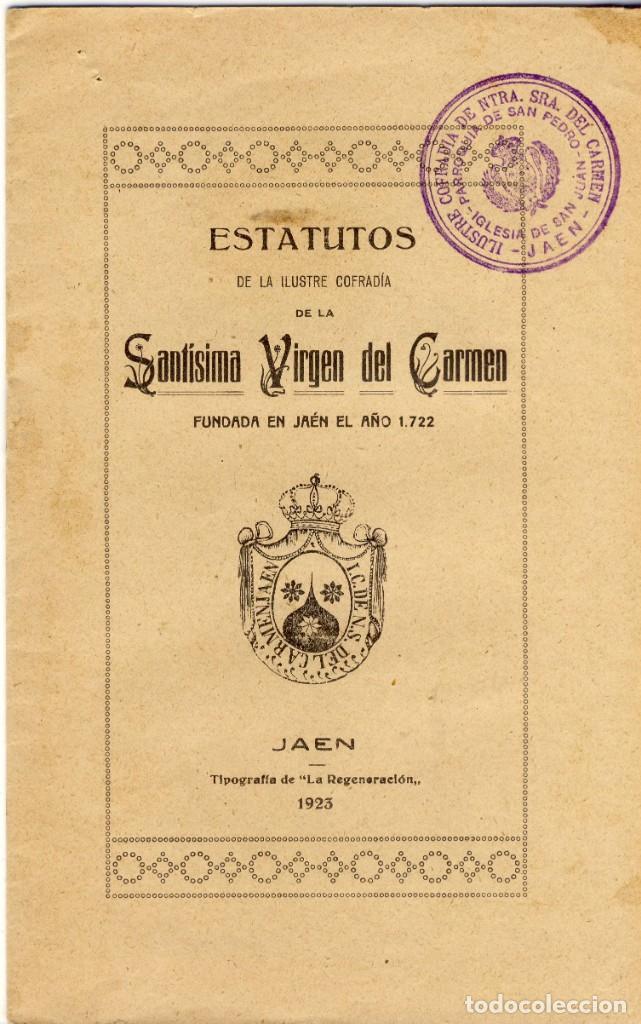 ILUSTRE COFRADIA DE NTRA. SRA. DEL CARMEN
- JAEN -
PARROQUIA DE SAN PEDRO - IGLESIA DE SAN JUAN
ESTATUTOS
DE LA ILUSTRE COFRADÍA
DE LA
Santísima Virgen del Carmen
FUNDADA EN JAÉN EL AÑO 1.722
I.C. DE N.S. DEL CARMEN JAEN
JAEN
Tipografía de “La Regeneración„
1923
todocoleccion